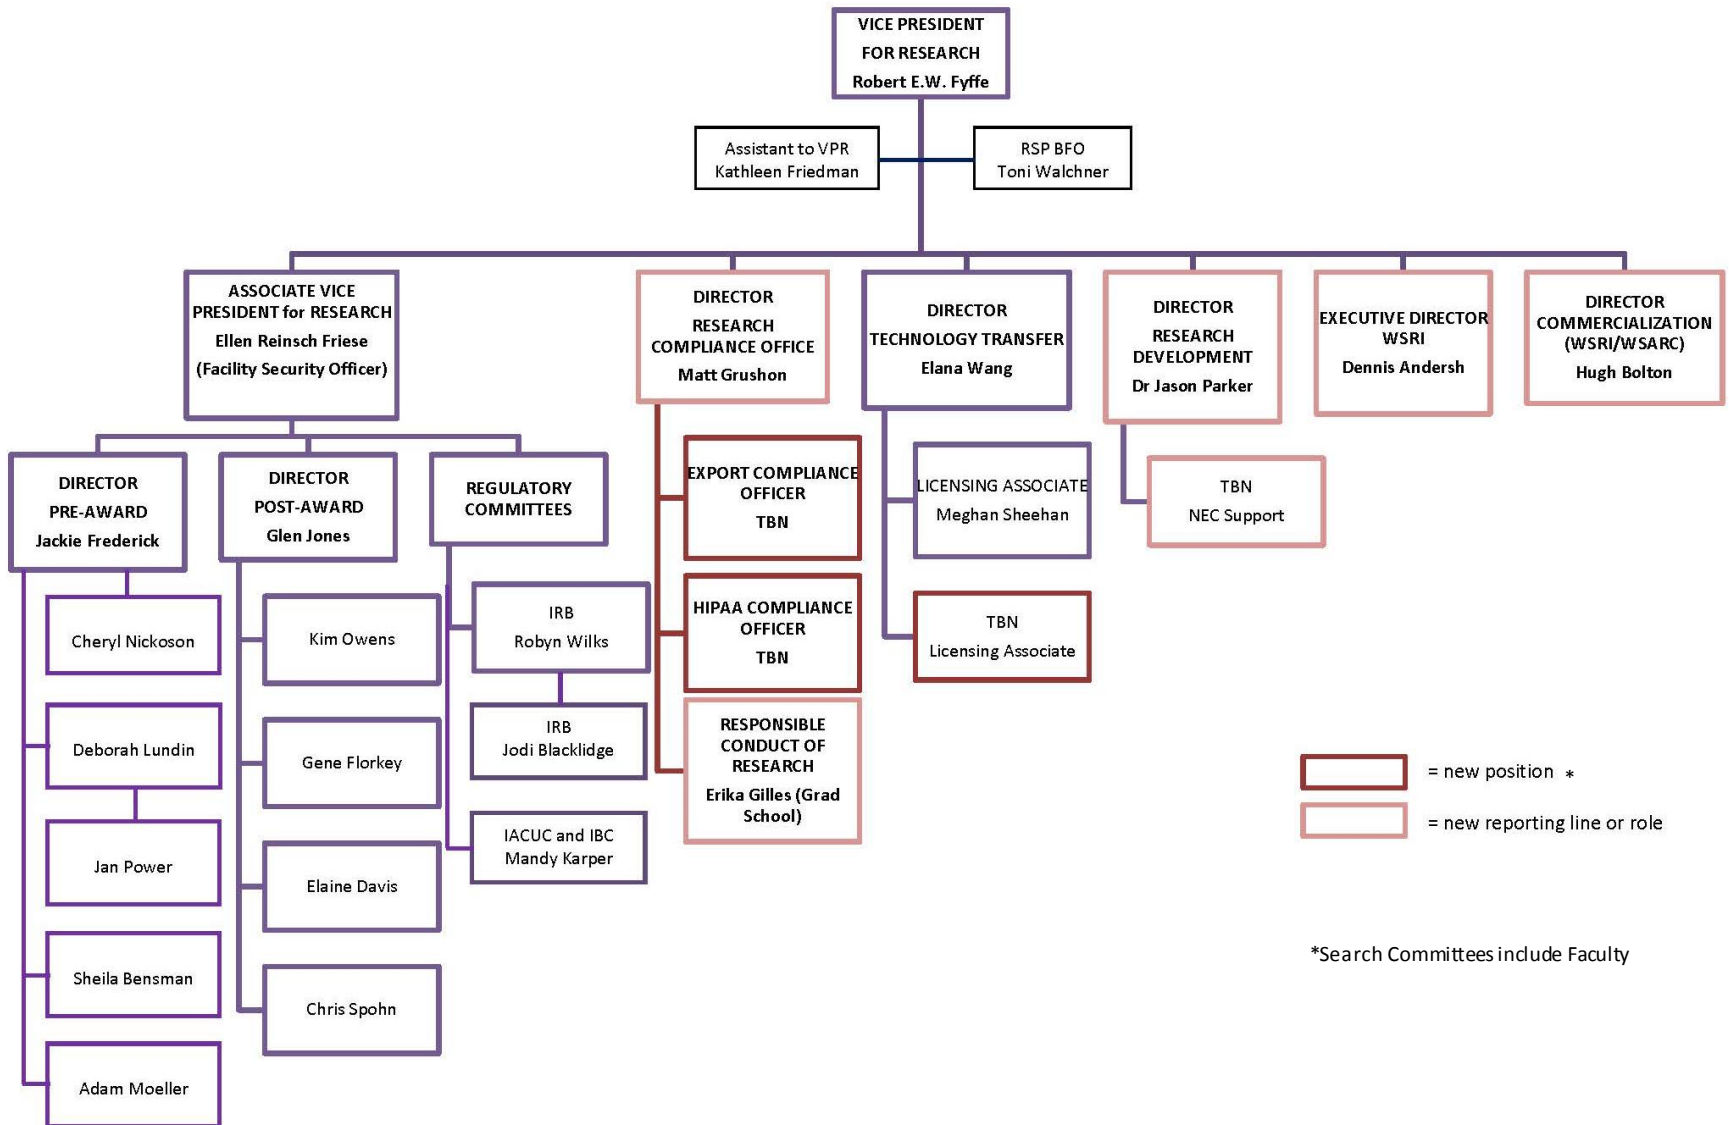 VICE PRESIDENT
FOR RESEARCH
Robert E.W. Fyffe
Assistant to VPR
Kathleen Friedman
RSP BFO
Toni Walchner
ASSOCIATE VICE
PRESIDENT for RESEARCH
Ellen Reinsch Friese
(Facility Security Officer)
DIRECTOR
RESEARCH
COMPLIANCE OFFICE
Matt Grushon
DIRECTOR
TECHNOLOGY TRANSFER
Elana Wang
DIRECTOR
RESEARCH
DEVELOPMENT
Dr Jason Parker
EXECUTIVE DIRECTOR
WSRI
Dennis Andersh
DIRECTOR
COMMERCIALIZATION
(WSRI/WSARC)
Hugh Bolton
DIRECTOR
PRE-AWARD
Jackie Frederick
DIRECTOR
POST-AWARD
Glen Jones
REGULATORY
COMMITTEES
Cheryl Nickoson
Deborah Lundin
Jan Power
Sheila Bensman
Adam Moeller
Kim Owens
Gene Florkey
Elaine Davis
Chris Spohn
IRB
Robyn Wilks
IRB
Jodi Blacklidge
IACUC and IBC
Mandy Karper
EXPORT COMPLIANCE
OFFICER
TBN
HIPAA COMPLIANCE
OFFICER
TBN
RESPONSIBLE
CONDUCT OF
RESEARCH
Erika Gilles (Grad
School)
LICENSING ASSOCIATE
Meghan Sheehan
TBN
Licensing Associate
TBN
NEC Support
= new position *
= new reporting line or role
*Search Committees include Faculty